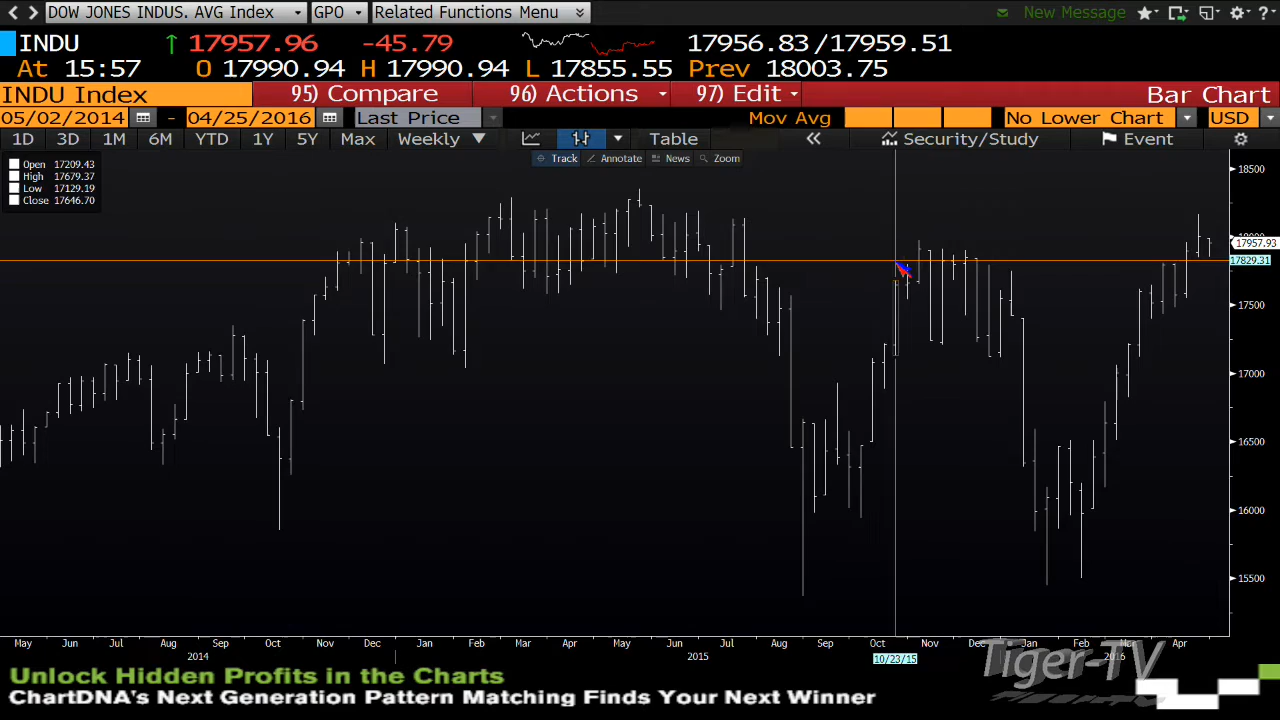 DOW JONES INDUS. AVG Index GPO Related Functions Menu New Message ?
INDU 17957.96 -45.79 17956.83/17959.51
At 15:57 O 17990.94 H 17990.94 L 17855.55 Prev 18003.75
INDU Index 95) Compare 96) Actions 97) Edit Bar Chart
05/02/2014 - 04/25/2016 Last Price Mov Avg No Lower Chart USD
1D 3D 1M 6M YTD 1Y 5Y Max Weekly Table Security/Study Event
Track Annotate News Zoom
Open 17209.43
High 17679.37
Low 17129.19
Close 17646.70
18500
17957.93
17829.31
17500
17000
16500
16000
15500
May Jun Jul Aug Sep Oct Nov Dec Jan Feb Mar Apr May Jun Jul Aug Sep Oct Nov Dec Jan Feb Mar Apr
2014 2015 10/23/15 2016
Tiger-TV
Unlock Hidden Profits in the Charts
ChartDNA's Next Generation Pattern Matching Finds Your Next Winner